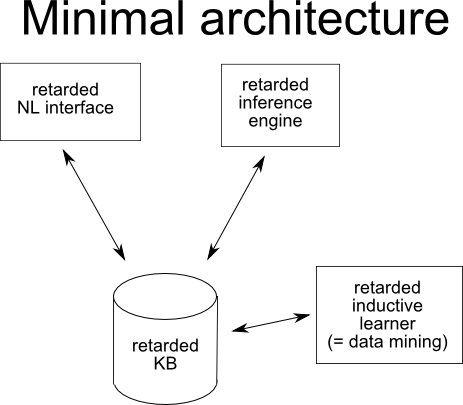 Minimal architecture
retarded
NL interface
retarded
inference
engine
retarded
inductive
learner
(= data mining)
retarded
KB